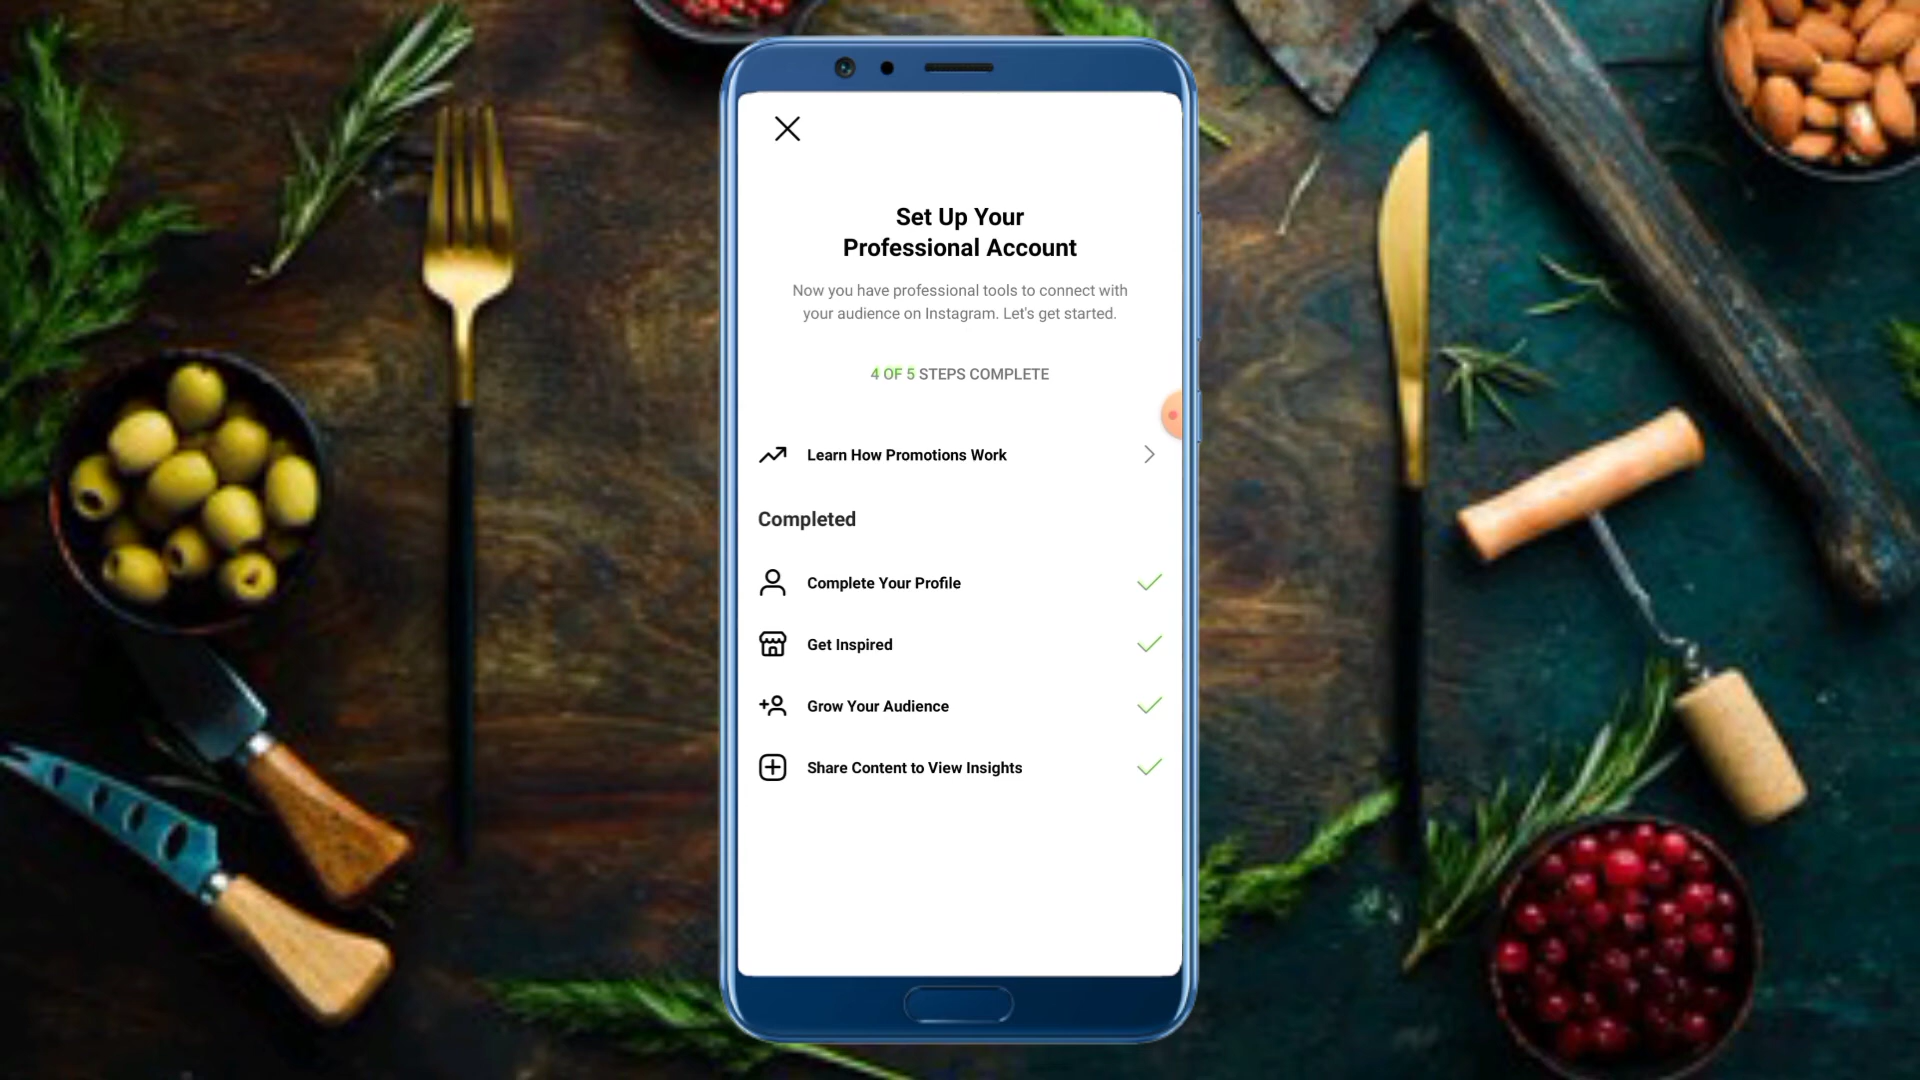 Set Up Your
Professional Account
Now you have professional tools to connect with
your audience on Instagram. Let's get started.
4 OF 5 STEPS COMPLETE
Learn How Promotions Work
Completed
Complete Your Profile
Get Inspired
Grow Your Audience
Share Content to View Insights